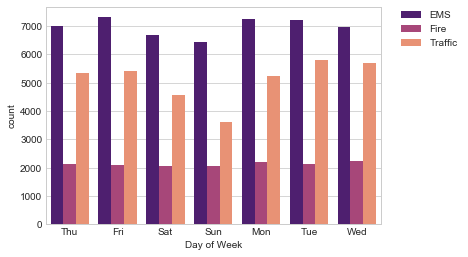 EMS
Fire
Traffic
7000
6000
5000
4000
3000
2000
1000
0
count
Thu Fri Sat Sun Mon Tue Wed
Day of Week